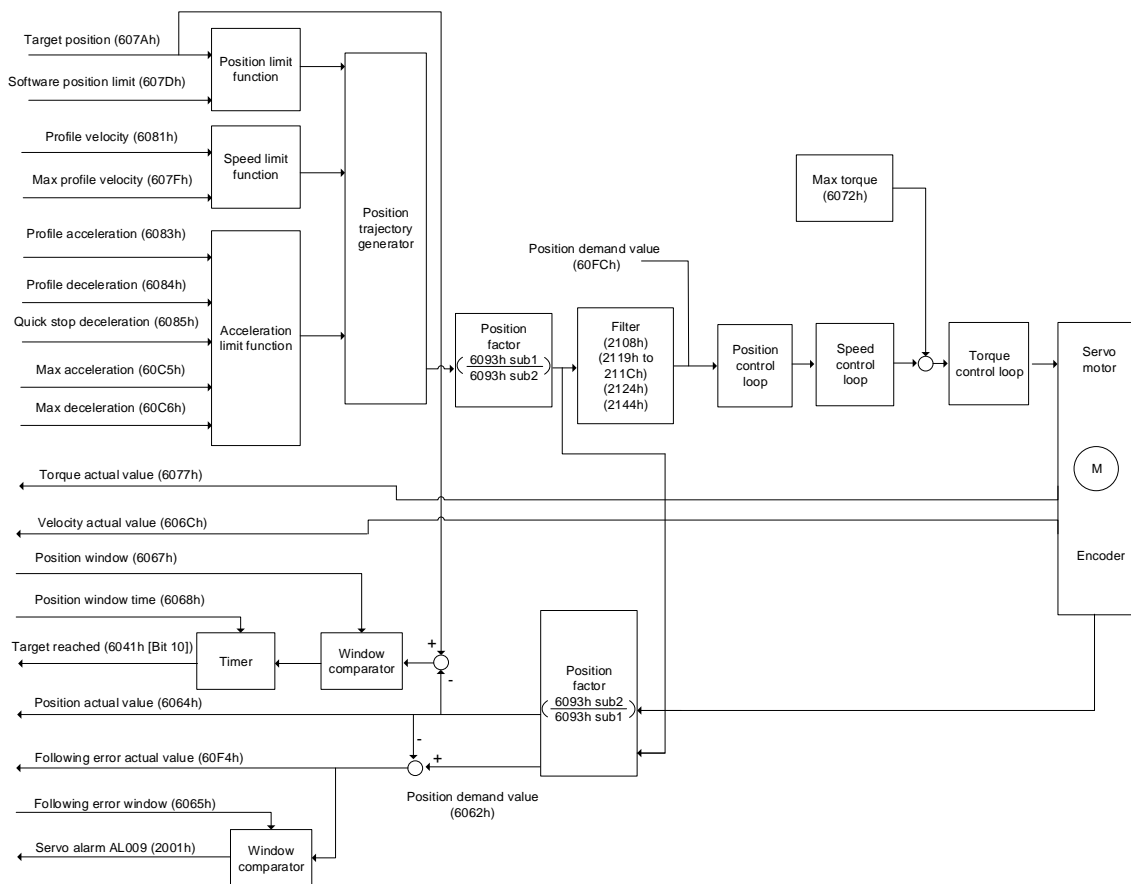 Target position (607Ah)
Software position limit (607Dh)
Position limit
function
Profile velocity (6081h)
Max profile velocity (607Fh)
Speed limit
function
Profile acceleration (6083h)
Profile deceleration (6084h)
Quick stop deceleration (6085h)
Max acceleration (60C5h)
Max deceleration (60C6h)
Acceleration
limit function
Position
trajectory
generator
Position
factor
( 6093h sub1 )
6093h sub2
Filter
(2108h)
(2119h to
211Ch)
(2124h)
(2144h)
Position demand value
(60FCh)
Position
control
loop
Speed
control
loop
Max torque
(6072h)
Torque
control loop
Servo
motor
M
Encoder
Torque actual value (6077h)
Velocity actual value (606Ch)
Position window (6067h)
Position window time (6068h)
Target reached (6041h [Bit 10])
Timer
Window
comparator
+
-
Position actual value (6064h)
Position
factor
( 6093h sub2 )
6093h sub1
-
+
Following error actual value (60F4h)
Position demand value
(6062h)
Following error window (6065h)
Servo alarm AL009 (2001h)
Window
comparator